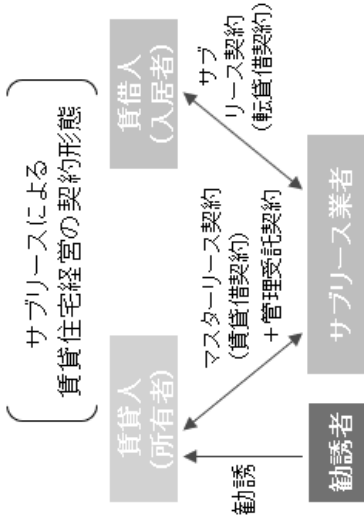 サブリースによる
賃貸住宅経営の契約形態
賃貸人
(所有者)
賃借人
(入居者)
マスターリース契約
(賃貸借契約)
+管理受託契約
サブ
リース契約
(転貸借契約)
勧誘
勧誘者
サブリース業者